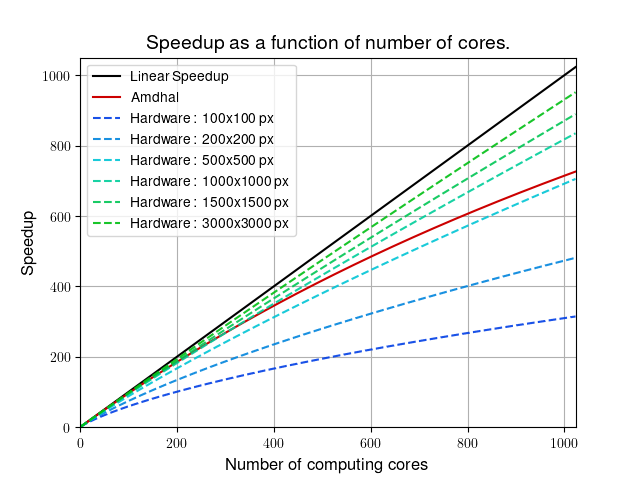 Speedup as a function of number of cores.
Linear Speedup
Amdhal
Hardware : 100x100 px
Hardware : 200x200 px
Hardware : 500x500 px
Hardware : 1000x1000 px
Hardware : 1500x1500 px
Hardware : 3000x3000 px
Speedup
1000
800
600
400
200
0
0 200 400 600 800 1000
Number of computing cores